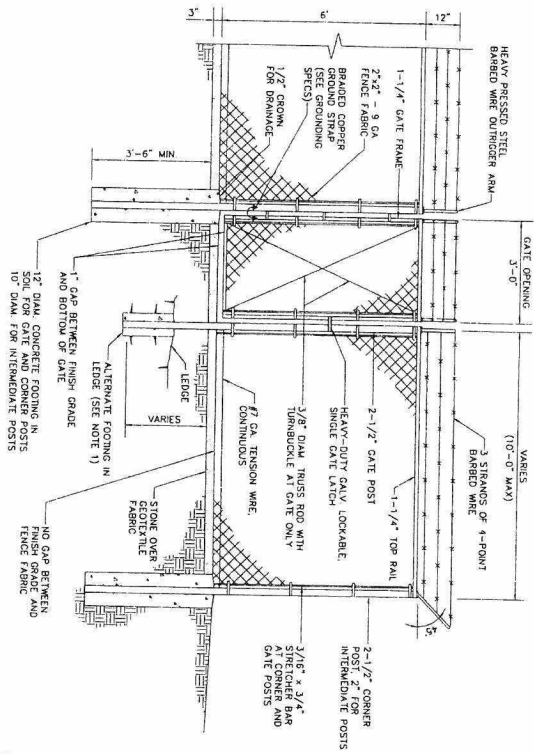 3"
6'
12"
HEAVY PRESSED STEEL
BARBED WIRE OUTRIGGER ARM
1-1/4" GATE FRAME
2"x2" - 9 GA
FENCE FABRIC
BRAIDED COPPER
GROUND STRAP
(SEE GROUNDING
SPECS)
1/2" CROWN
FOR DRAINAGE
3'-6" MIN
GATE OPENING
3'-0"
VARIES
(10'-0" MAX)
3 STRANDS OF 4-POINT
BARBED WIRE
1-1/4" TOP RAIL
2-1/2" GATE POST
HEAVY-DUTY GALV. LOCKABLE,
SINGLE GATE LATCH
3/8" DIAM TRUSS ROD WITH
TURNBUCKLE AT GATE ONLY
#7 GA. TENSION WIRE,
CONTINUOUS
STONE OVER
GEOTEXTILE
FABRIC
45°
2-1/2" CORNER
POST, 2" FOR
INTERMEDIATE POSTS
3/16" x 3/4"
STRETCHER BAR
AT CORNER AND
GATE POSTS
VARIES
LEDGE
ALTERNATE FOOTING IN
LEDGE (SEE NOTE 1)
1" GAP BETWEEN FINISH GRADE
AND BOTTOM OF GATE
12" DIAM. CONCRETE FOOTING IN
SOIL FOR GATE AND CORNER POSTS
10" DIAM. FOR INTERMEDIATE POSTS
NO GAP BETWEEN
FINISH GRADE AND
FENCE FABRIC